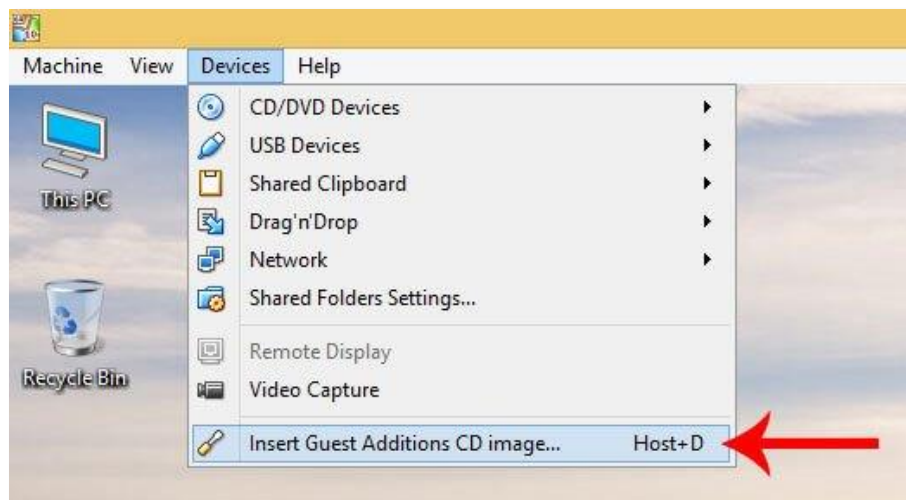 Machine View Devices Help
CD/DVD Devices
USB Devices
Shared Clipboard
Drag'n'Drop
Network
Shared Folders Settings...
Remote Display
Video Capture
Insert Guest Additions CD image... Host+D
This PC
Recycle Bin